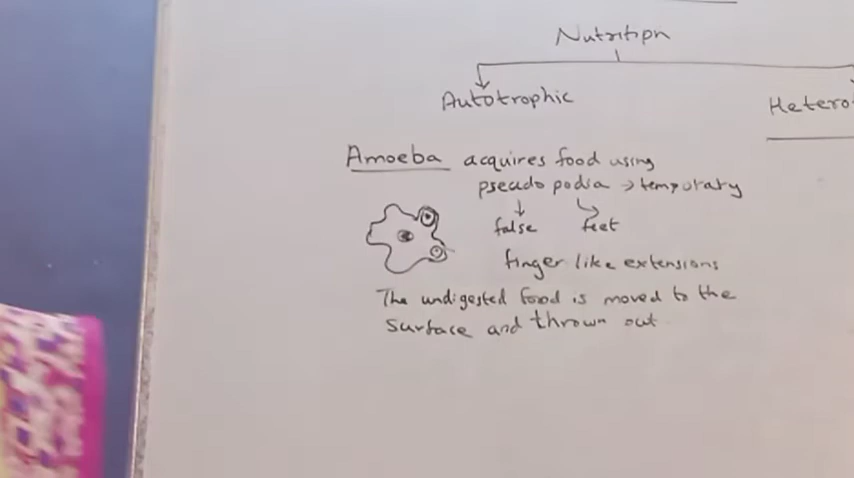 Nutrition
Autotrophic
Hetero
Amoeba acquires food using
pseudo podia → temporary
false feet
finger like extensions
The undigested food is moved to the
surface and thrown out